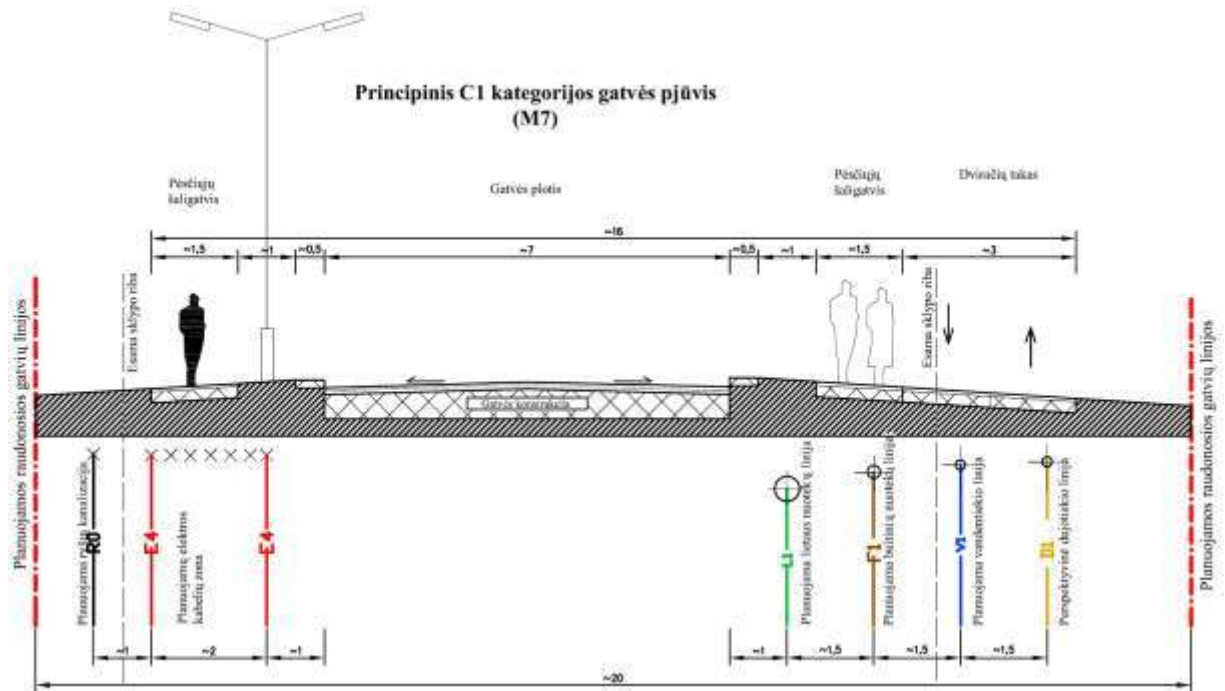 Principinis C1 kategorijos gatvės pjūvis
(M7)
Pėsčiųjų
šaligatvis
Gatvės plotis
Pėsčiųjų
šaligatvis
Dviračių takas
~16
~1,5
~1
~0,5
~7
~0,5
~1
~1,5
~3
Planuojamos raudonosios gatvių linijos
Esama sklypo riba
Esama sklypo riba
Planuojamos raudonosios gatvių linijos
Gatvės konstrukcija
Planuojama ryšių kanalizacija
R0
E4
Planuojamų elektros
kabelių zona
E4
L1
Planuojama lietaus nuotekų linija
F1
Planuojama buitinių nuotekų linija
V1
Planuojama vandentiekio linija
D1
Perspektyvinė dujotiekio linija
~1
~2
~1
~1
~1,5
~1,5
~1,5
~20